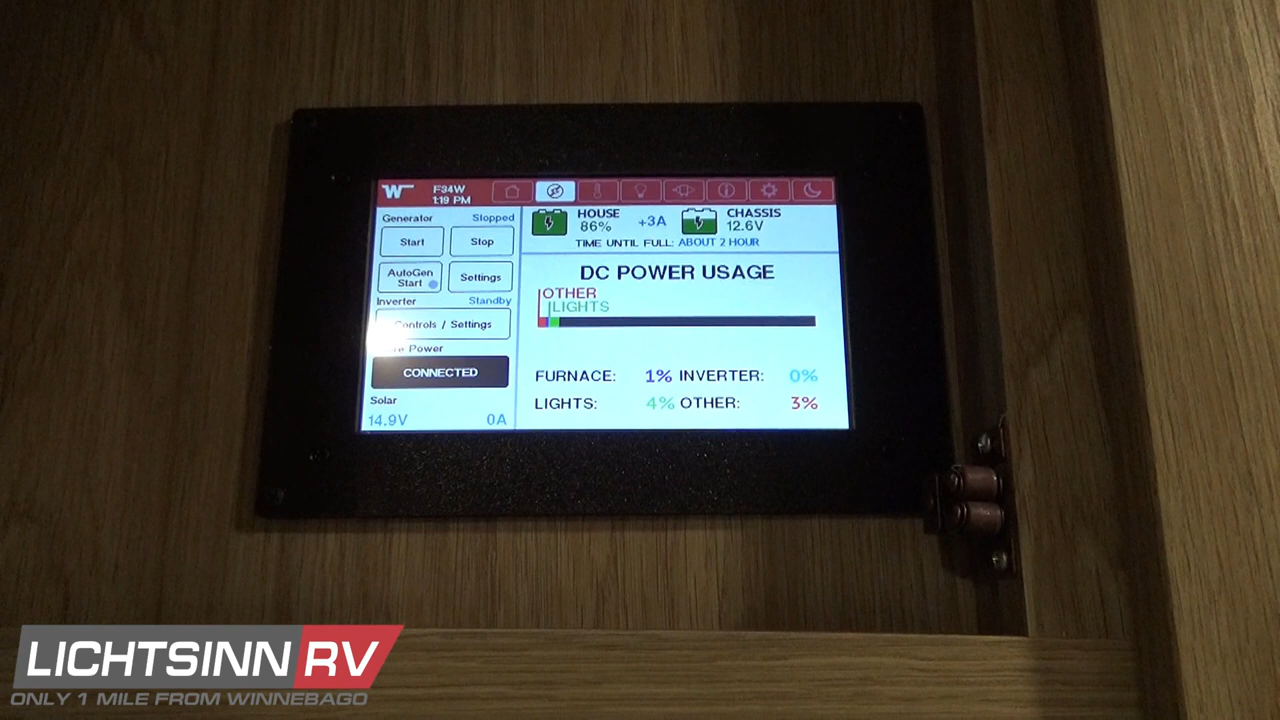 W
F34W
1:19 PM
Generator Stopped
Start Stop
AutoGen Start Settings
Inverter Standby
Controls / Settings
Power
CONNECTED
Solar
14.9V 0A
HOUSE
86%
+3A
CHASSIS
12.6V
TIME UNTIL FULL: ABOUT 2 HOUR
DC POWER USAGE
OTHER
LIGHTS
FURNACE: 1% INVERTER: 0%
LIGHTS: 4% OTHER: 3%
LICHTSINN RV
ONLY 1 MILE FROM WINNEBAGO